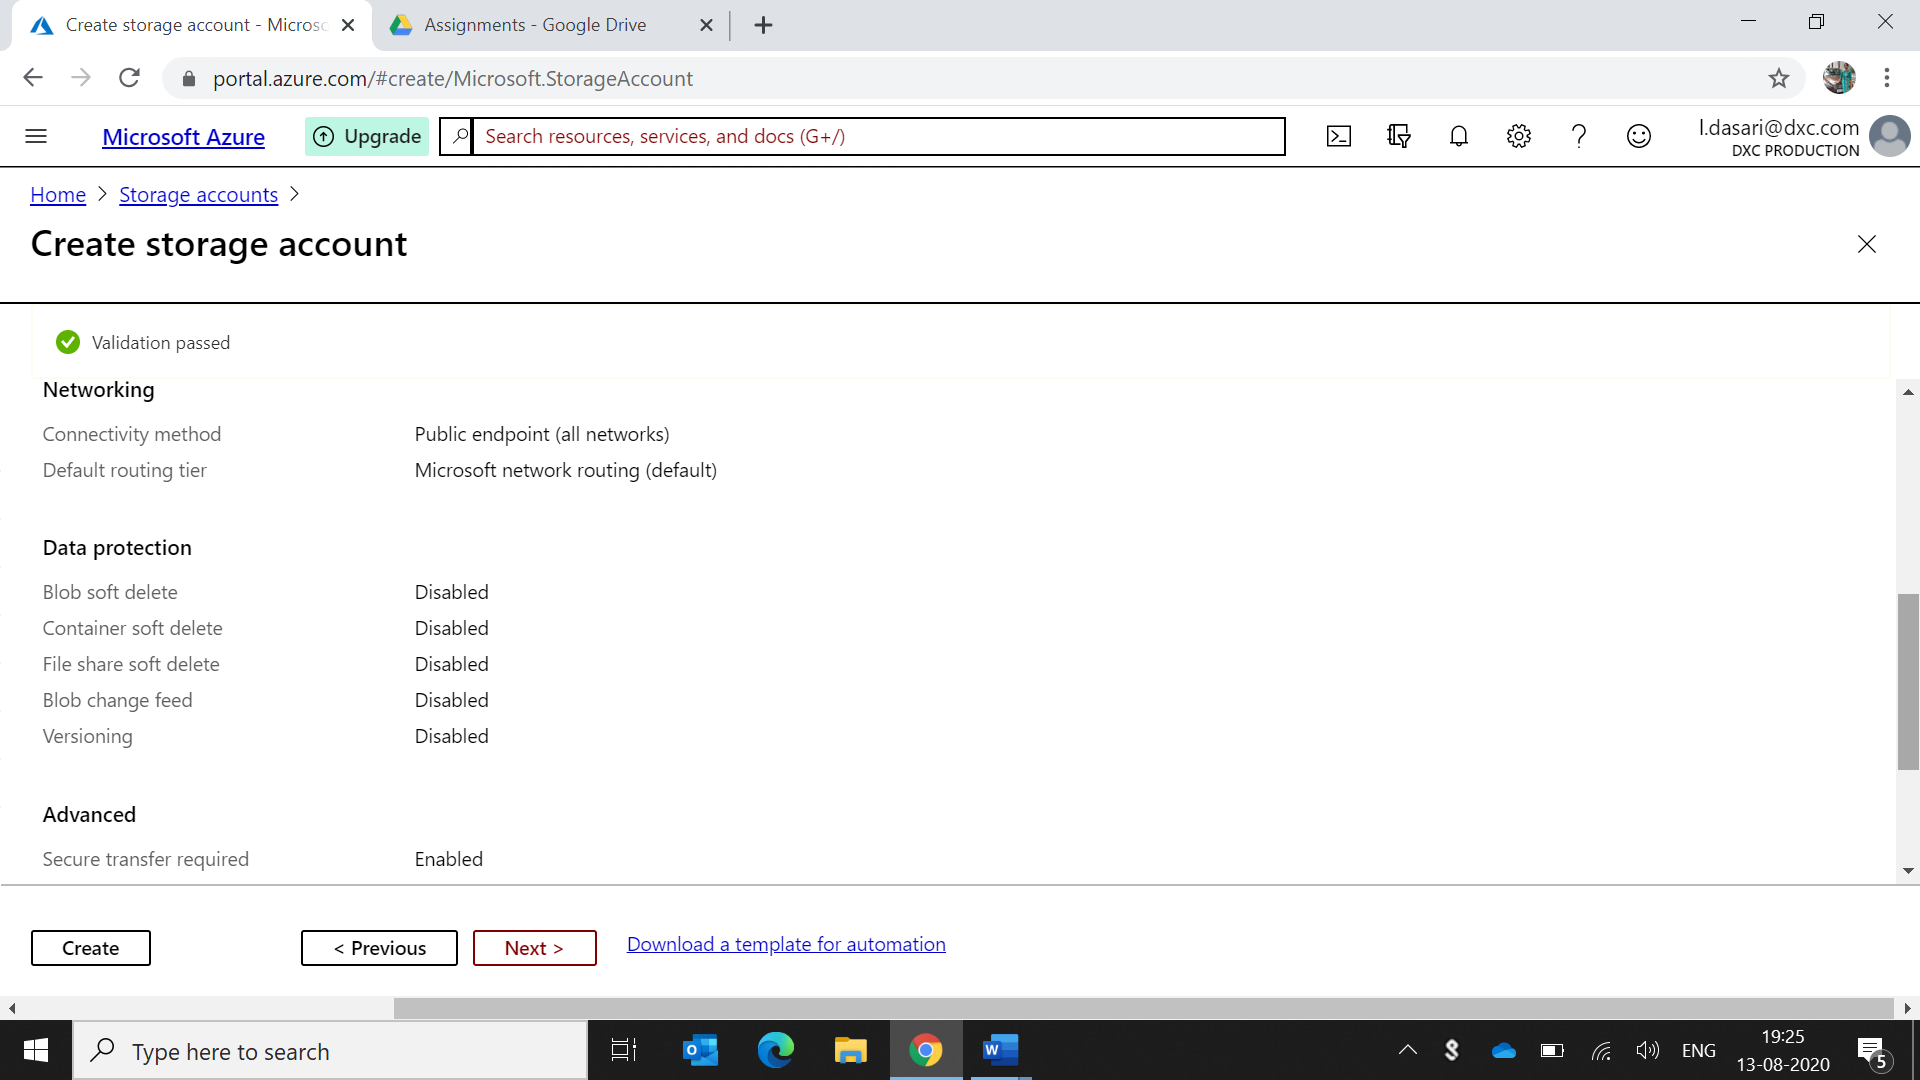 Create storage account - Microso
Assignments - Google Drive
portal.azure.com/#create/Microsoft.StorageAccount
Microsoft Azure
Upgrade
Search resources, services, and docs (G+/)
l.dasari@dxc.com
DXC PRODUCTION
Home > Storage accounts >
Create storage account
Validation passed
Networking
Connectivity method Public endpoint (all networks)
Default routing tier Microsoft network routing (default)
Data protection
Blob soft delete Disabled
Container soft delete Disabled
File share soft delete Disabled
Blob change feed Disabled
Versioning Disabled
Advanced
Secure transfer required Enabled
Create
< Previous
Next >
Download a template for automation
Type here to search
ENG
19:25
13-08-2020
5